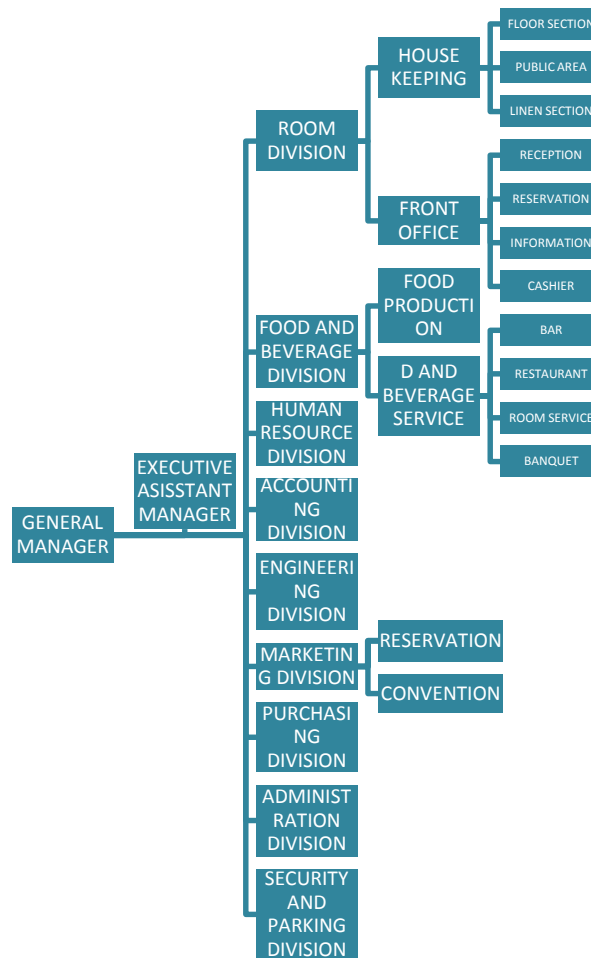 FLOOR SECTION
HOUSE
KEEPING
PUBLIC AREA
LINEN SECTION
ROOM
DIVISION
RECEPTION
FRONT
OFFICE
RESERVATION
INFORMATION
CASHIER
FOOD
PRODUCTI
ON
FOOD AND
BEVERAGE
DIVISION
D AND
BEVERAGE
SERVICE
BAR
RESTAURANT
ROOM SERVICE
BANQUET
HUMAN
RESOURCE
DIVISION
EXECUTIVE
ASISSTANT
MANAGER
GENERAL
MANAGER
ACCOUNTI
NG
DIVISION
ENGINEERI
NG
DIVISION
MARKETIN
G DIVISION
RESERVATION
CONVENTION
PURCHASI
NG
DIVISION
ADMINIST
RATION
DIVISION
SECURITY
AND
PARKING
DIVISION